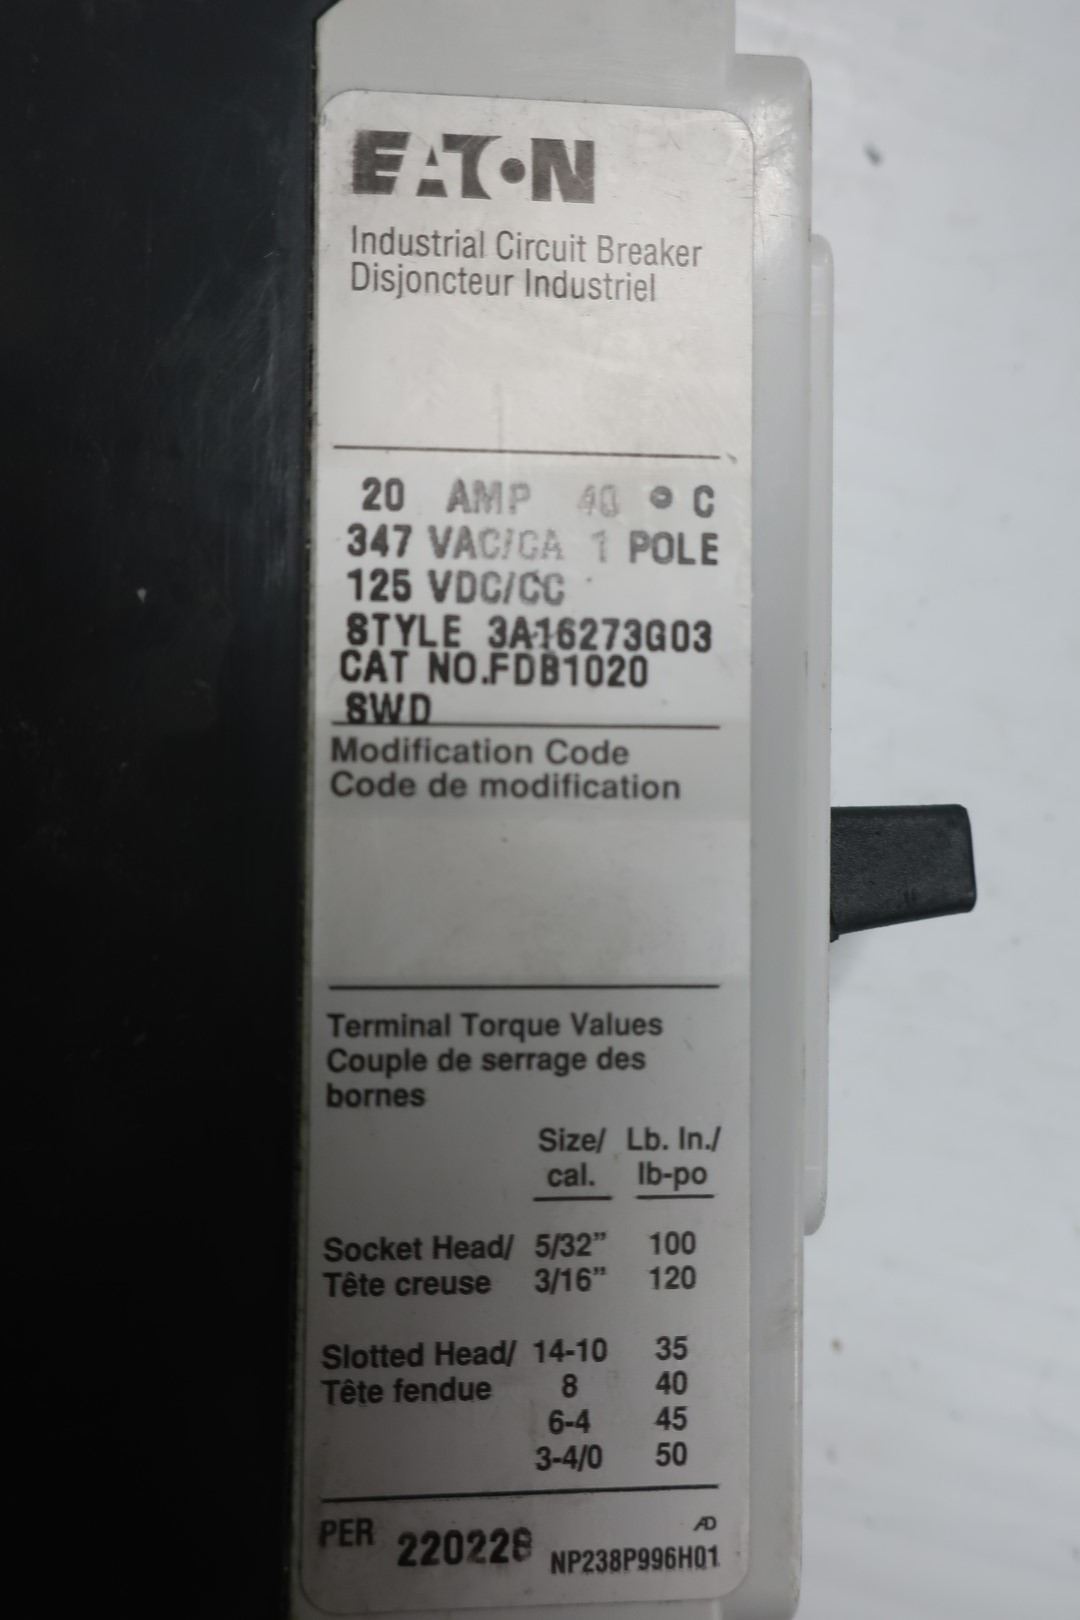 EATON
Industrial Circuit Breaker
Disjoncteur Industriel
20 AMP 40 ° C
347 VAC/CA 1 POLE
125 VDC/CC
STYLE 3A16273G03
CAT NO.FDB1020
SWD
Modification Code
Code de modification
Terminal Torque Values
Couple de serrage des
bornes
Size/ Lb. In./
cal. lb-po
Socket Head/ 5/32” 100
Tête creuse 3/16” 120
Slotted Head/ 14-10 35
Tête fendue 8 40
6-4 45
3-4/0 50
PER 220228 AD
NP238P996H01